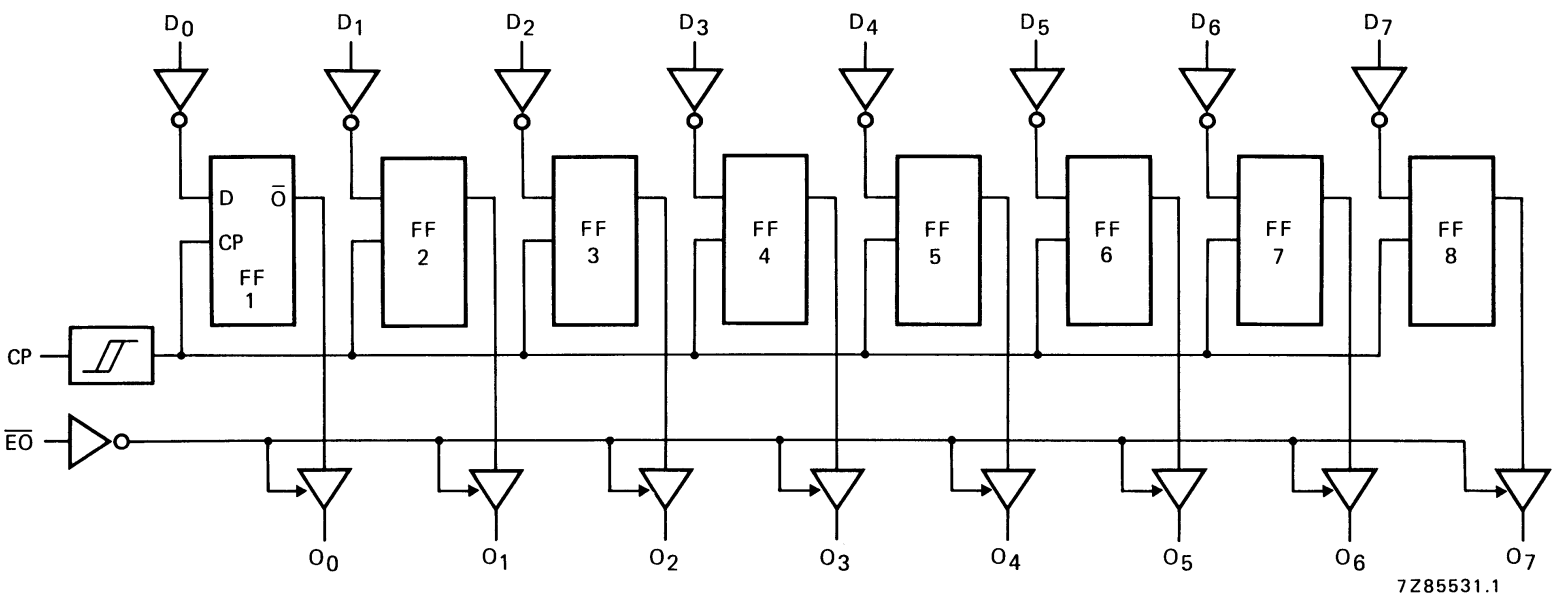 D0 D1 D2 D3 D4 D5 D6 D7
D O̅
CP
FF
1
FF
2
FF
3
FF
4
FF
5
FF
6
FF
7
FF
8
CP
E̅O̅
O0 O1 O2 O3 O4 O5 O6 O7
7Z85531.1